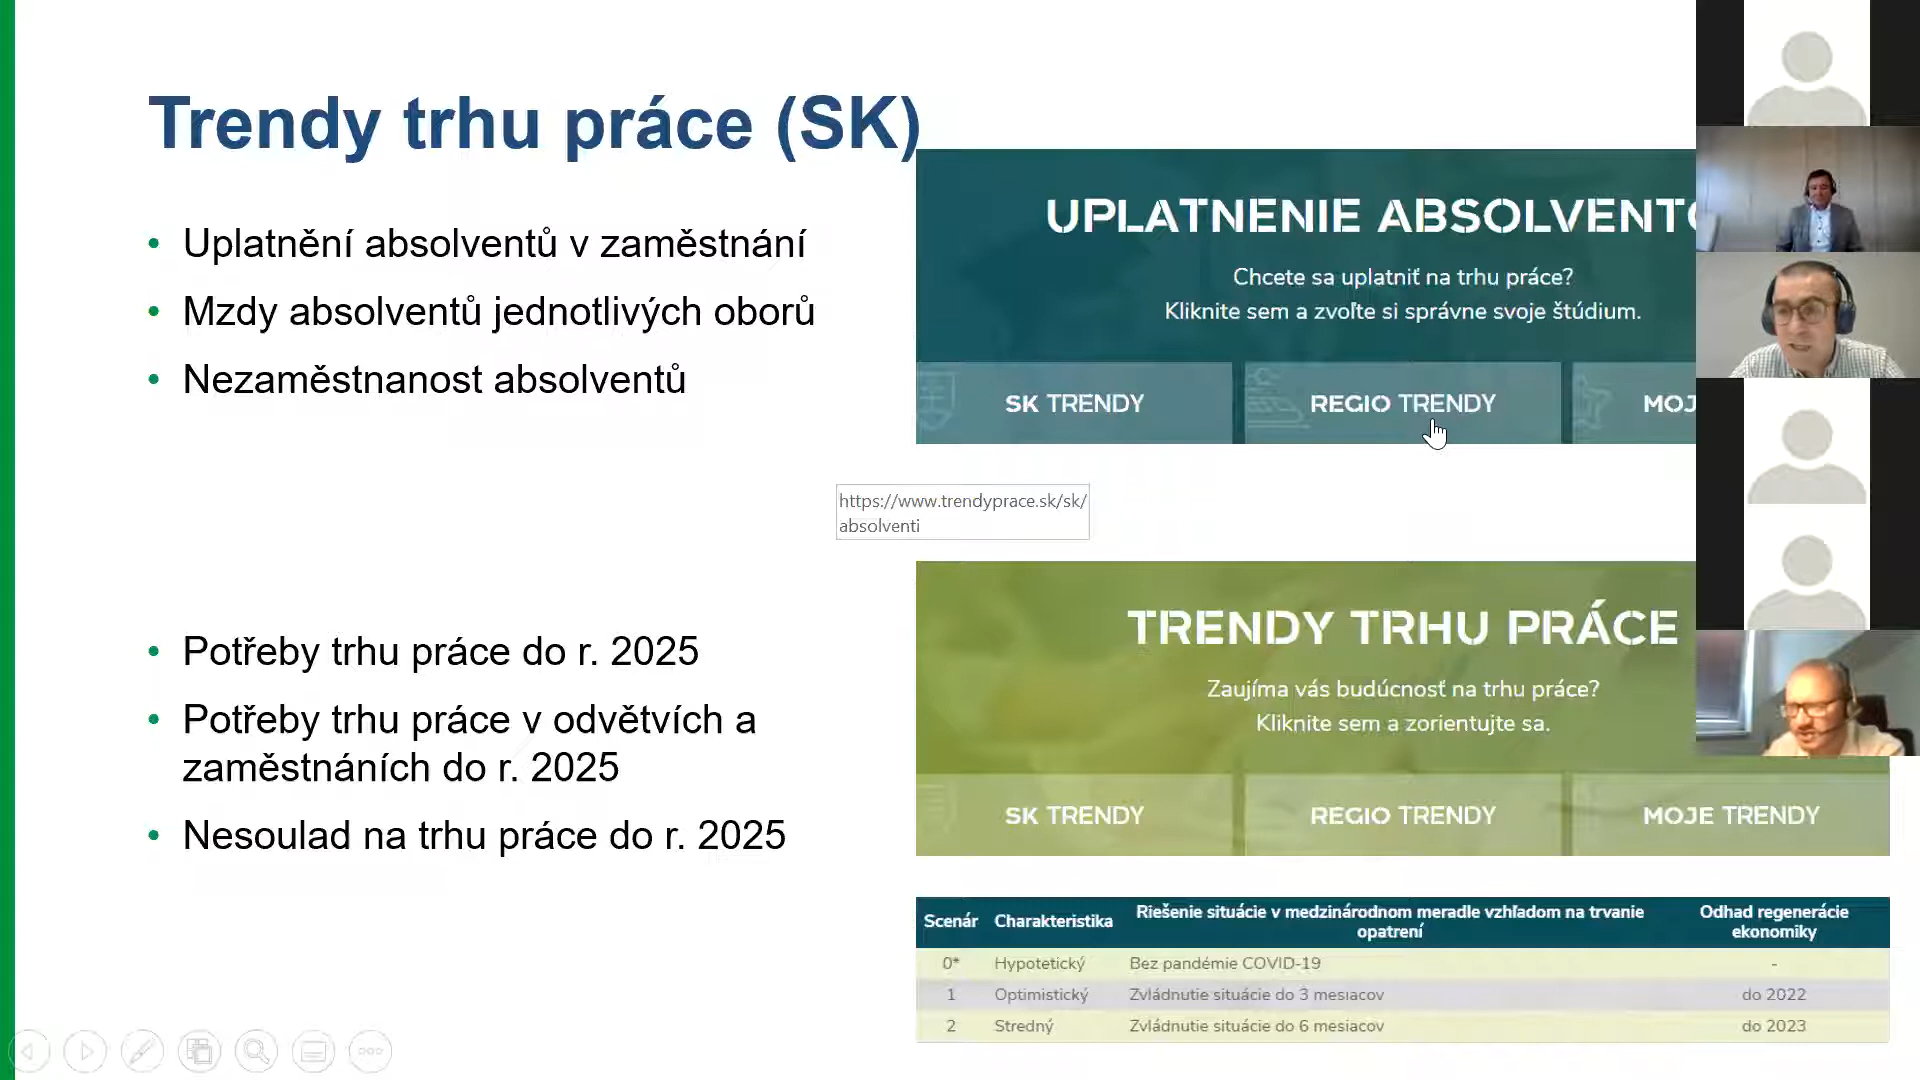 Trendy trhu práce (SK)
• Uplatnění absolventů v zaměstnání
• Mzdy absolventů jednotlivých oborů
• Nezaměstnanost absolventů
UPLATNENIE ABSOLVENTO
Chcete sa uplatniť na trhu práce?
Kliknite sem a zvoľte si správne svoje štúdium.
SK TRENDY
REGIO TRENDY
MOJ
https://www.trendyprace.sk/sk/
absolventi
• Potřeby trhu práce do r. 2025
• Potřeby trhu práce v odvětvích a
zaměstnáních do r. 2025
• Nesoulad na trhu práce do r. 2025
TRENDY TRHU PRÁCE
Zaujíma vás budúcnosť na trhu práce?
Kliknite sem a zorientujte sa.
SK TRENDY
REGIO TRENDY
MOJE TRENDY
Scenár Charakteristika Riešenie situácie v medzinárodnom meradle vzhľadom na trvanie opatrení Odhad regenerácie ekonomiky
0* Hypotetický Bez pandémie COVID-19 -
1 Optimistický Zvládnutie situácie do 3 mesiacov do 2022
2 Stredný Zvládnutie situácie do 6 mesiacov do 2023